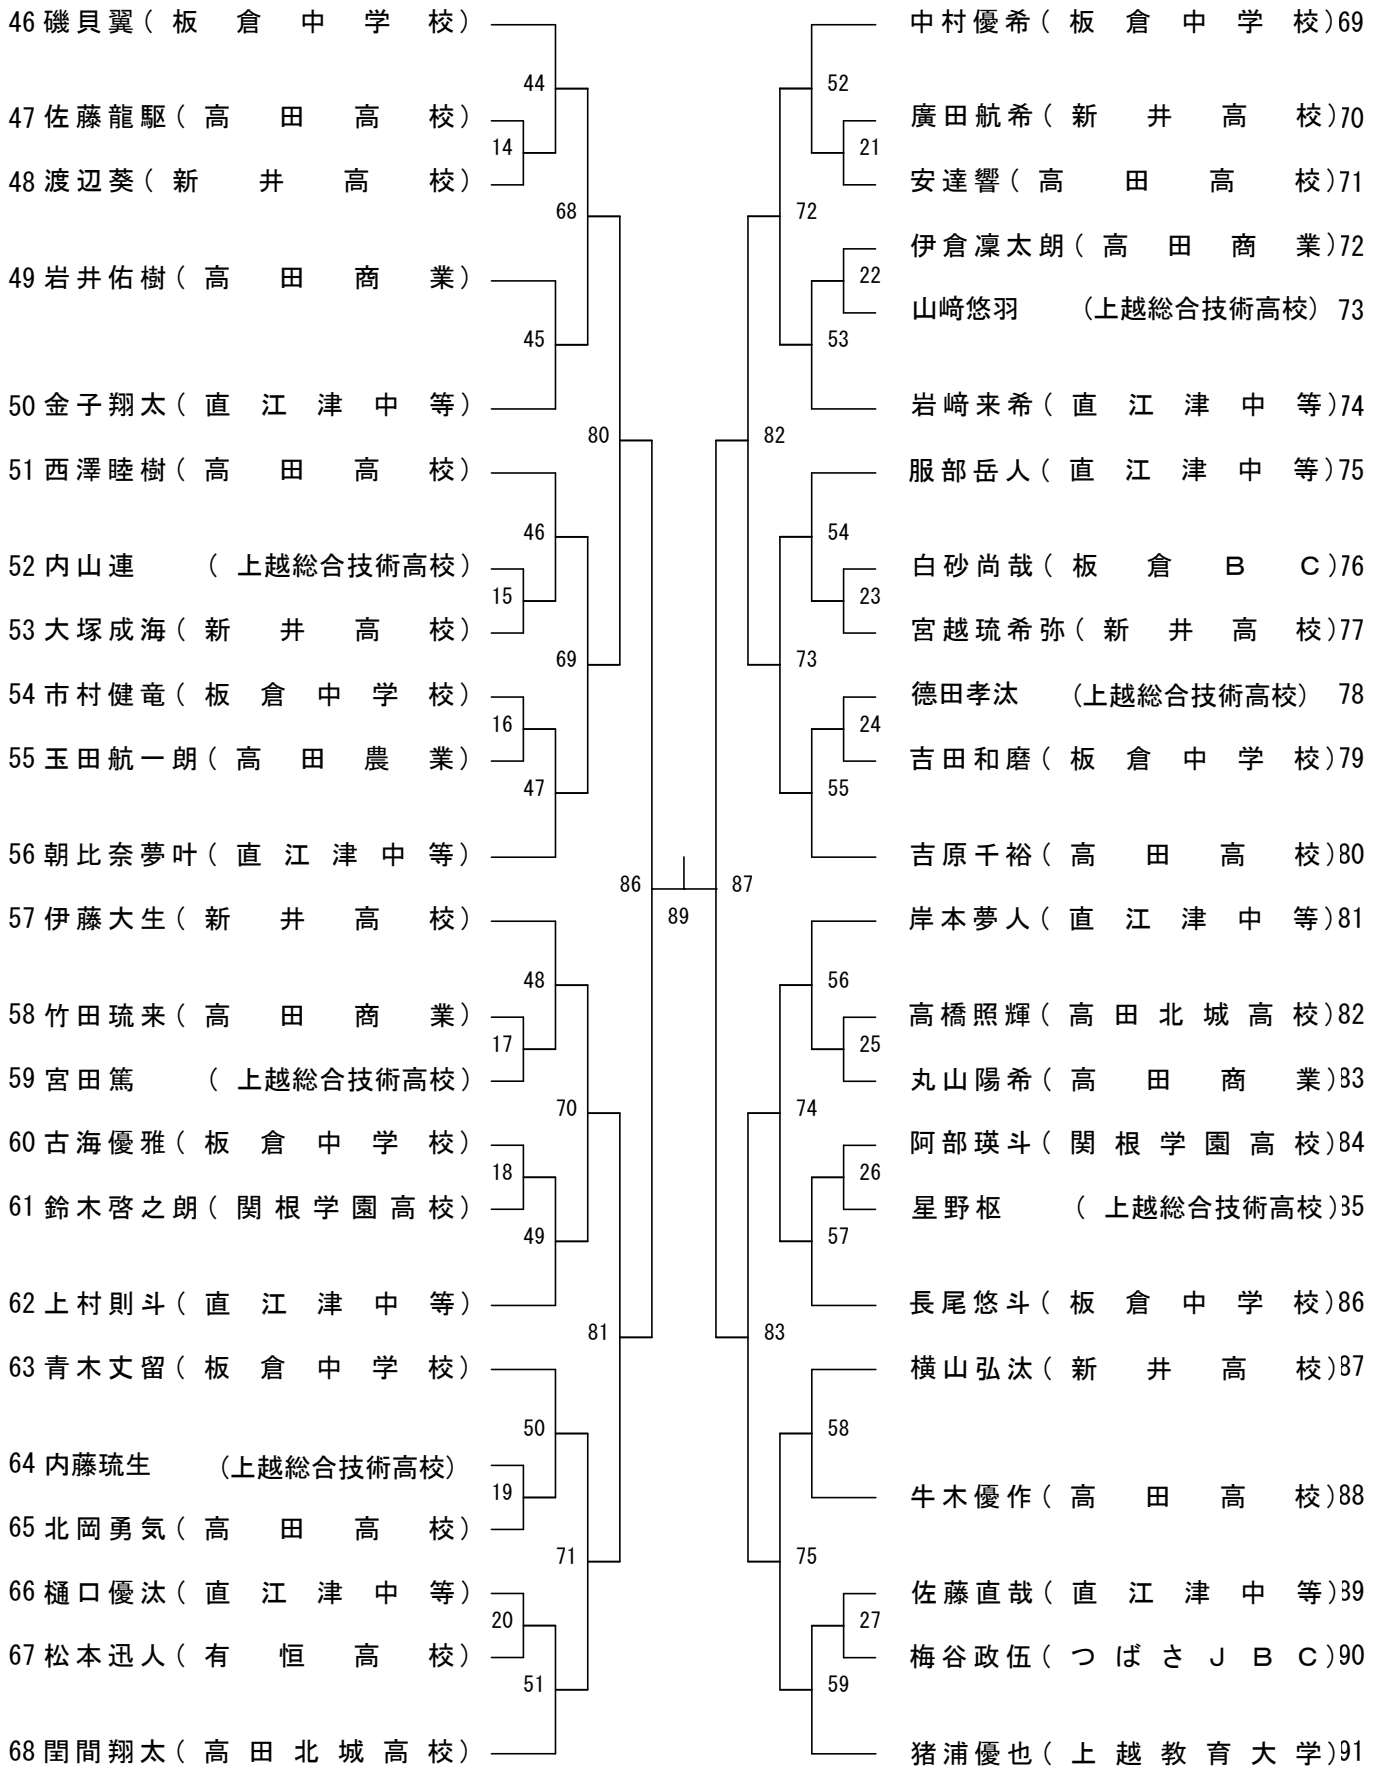 46 磯貝翼 ( 板倉中学校 )
44
47 佐藤龍駆 ( 高田高校 )
14
48 渡辺葵 ( 新井高校 )
68
49 岩井佑樹 ( 高田商業 )
45
50 金子翔太 ( 直江津中等 )
80
51 西澤睦樹 ( 高田高校 )
46
52 内山連 ( 上越総合技術高校 )
15
53 大塚成海 ( 新井高校 )
69
54 市村健竜 ( 板倉中学校 )
16
55 玉田航一朗 ( 高田農業 )
47
56 朝比奈夢叶 ( 直江津中等 )
86
57 伊藤大生 ( 新井高校 )
48
58 竹田琉来 ( 高田商業 )
17
59 宮田篤 ( 上越総合技術高校 )
70
60 古海優雅 ( 板倉中学校 )
18
61 鈴木啓之朗 ( 関根学園高校 )
49
62 上村則斗 ( 直江津中等 )
81
63 青木丈留 ( 板倉中学校 )
50
64 内藤琉生 (上越総合技術高校)
19
65 北岡勇気 ( 高田高校 )
71
66 樋口優汰 ( 直江津中等 )
20
67 松本迅人 ( 有恒高校 )
51
68 閏間翔太 ( 高田北城高校 )
89
中村優希 ( 板倉中学校 ) 69
52
廣田航希 ( 新井高校 ) 70
21
安達響 ( 高田高校 ) 71
72
伊倉凜太朗 ( 高田商業 ) 72
22
山﨑悠羽 (上越総合技術高校) 73
53
岩﨑来希 ( 直江津中等 ) 74
82
服部岳人 ( 直江津中等 ) 75
54
白砂尚哉 ( 板倉BC ) 76
23
宮越琉希弥 ( 新井高校 ) 77
73
德田孝汰 (上越総合技術高校) 78
24
吉田和磨 ( 板倉中学校 ) 79
55
吉原千裕 ( 高田高校 ) 80
87
岸本夢人 ( 直江津中等 ) 81
56
高橋照輝 ( 高田北城高校 ) 82
25
丸山陽希 ( 高田商業 ) 83
74
阿部瑛斗 ( 関根学園高校 ) 84
26
星野枢 ( 上越総合技術高校 ) 85
57
長尾悠斗 ( 板倉中学校 ) 86
83
横山弘汰 ( 新井高校 ) 87
58
牛木優作 ( 高田高校 ) 88
75
佐藤直哉 ( 直江津中等 ) 89
27
梅谷政伍 ( つばさJBC ) 90
59
猪浦優也 ( 上越教育大学 ) 91